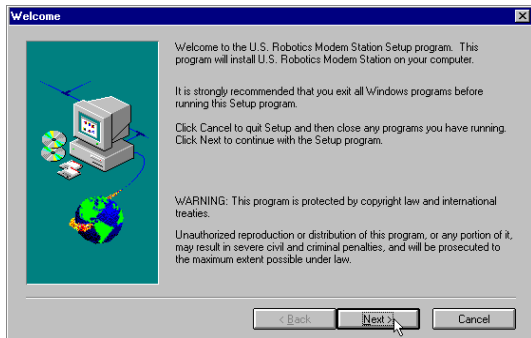 Welcome
Welcome to the U.S. Robotics Modem Station Setup program. This
program will install U.S. Robotics Modem Station on your computer.
It is strongly recommended that you exit all Windows programs before
running this Setup program.
Click Cancel to quit Setup and then close any programs you have running.
Click Next to continue with the Setup program.
WARNING: This program is protected by copyright law and international
treaties.
Unauthorized reproduction or distribution of this program, or any portion of it,
may result in severe civil and criminal penalties, and will be prosecuted to
the maximum extent possible under law.
< Back Next > Cancel